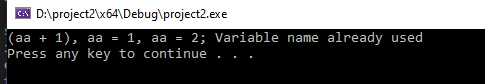 D:\project2\x64\Debug\project2.exe
(aa + 1), aa = 1, aa = 2; Variable name already used
Press any key to continue . . .